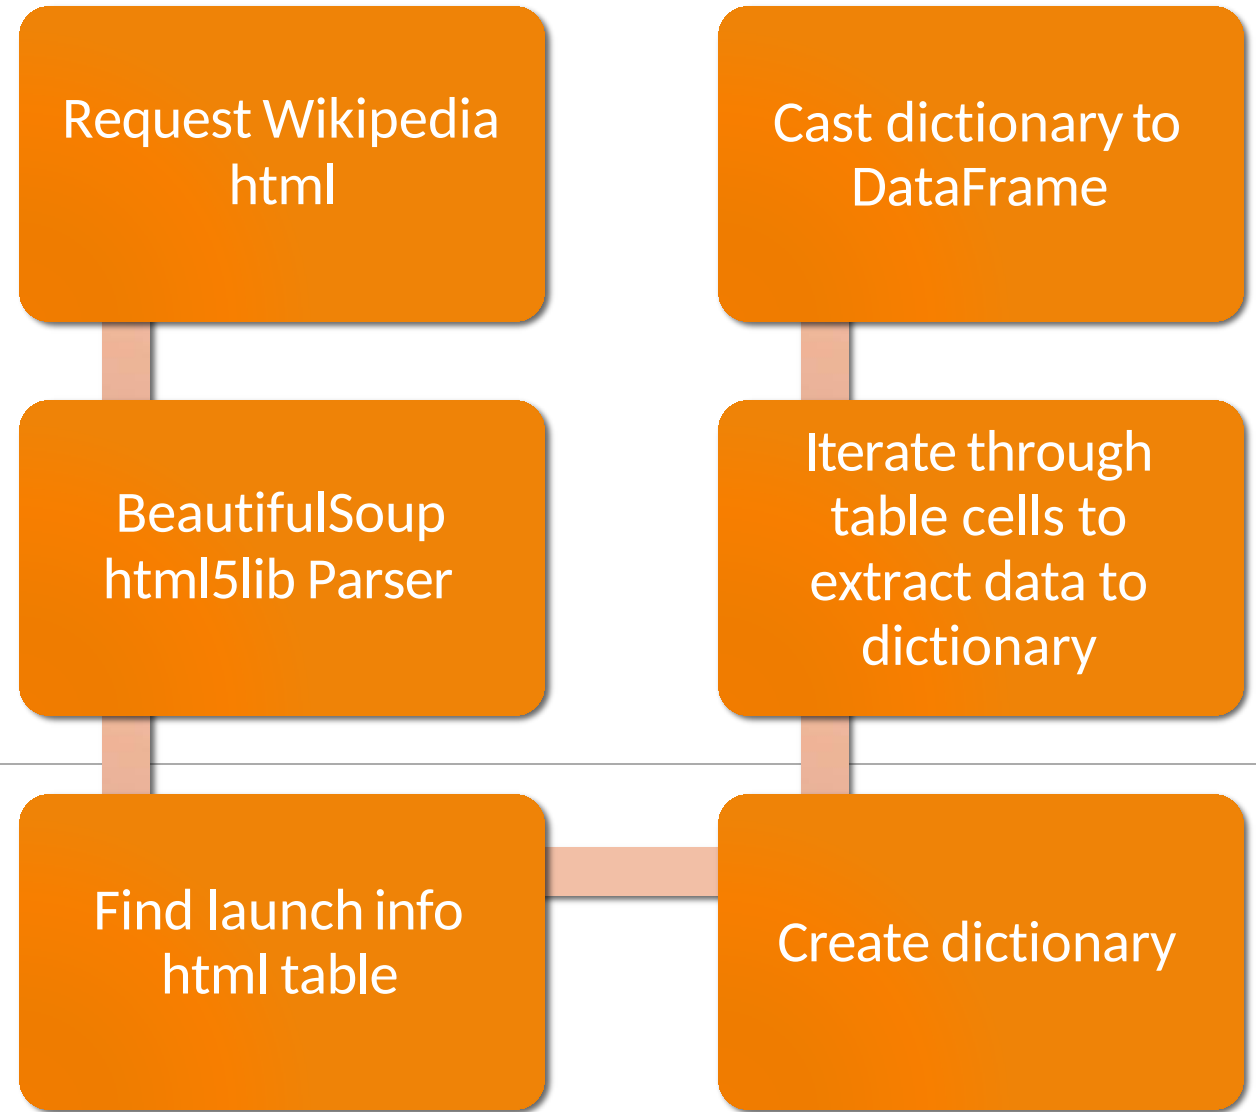 Request Wikipedia
html
BeautifulSoup
html5lib Parser
Find launch info
html table
Create dictionary
Iterate through
table cells to
extract data to
dictionary
Cast dictionary to
DataFrame